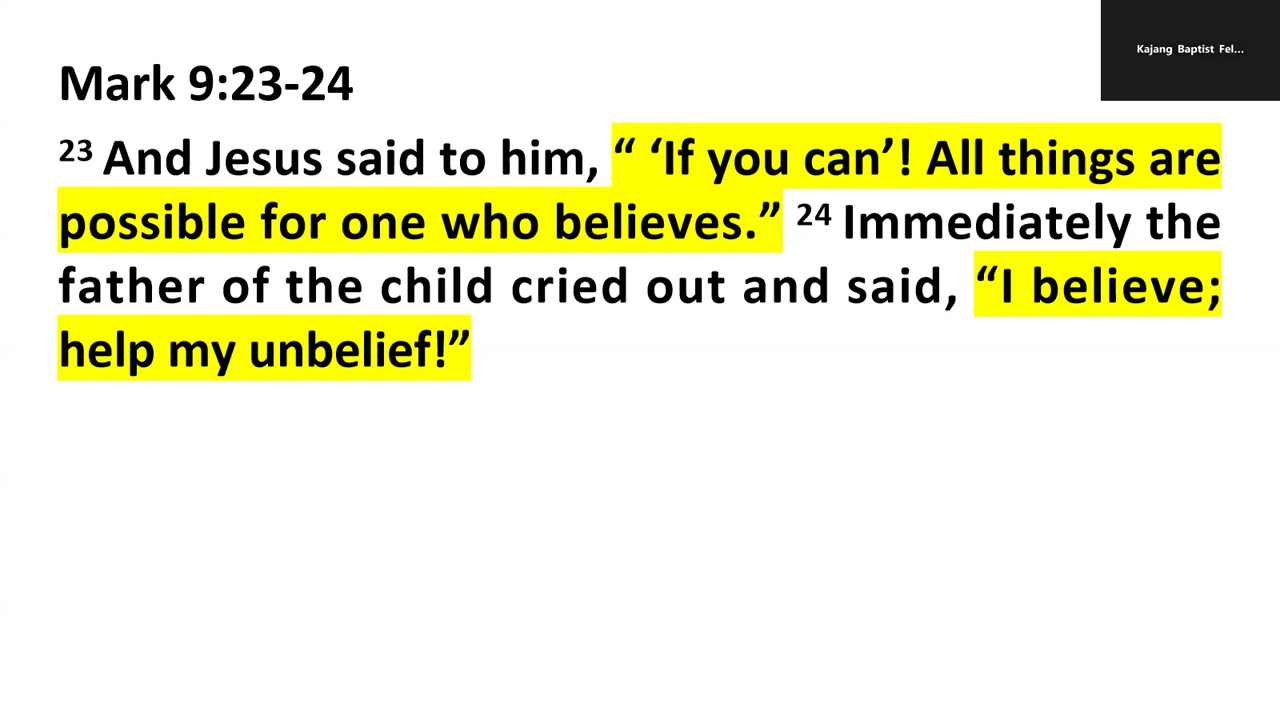 Kajang Baptist Fel...
Mark 9:23-24
23 And Jesus said to him, “ ‘If you can’! All things are
possible for one who believes.” 24 Immediately the
father of the child cried out and said, “I believe;
help my unbelief!”